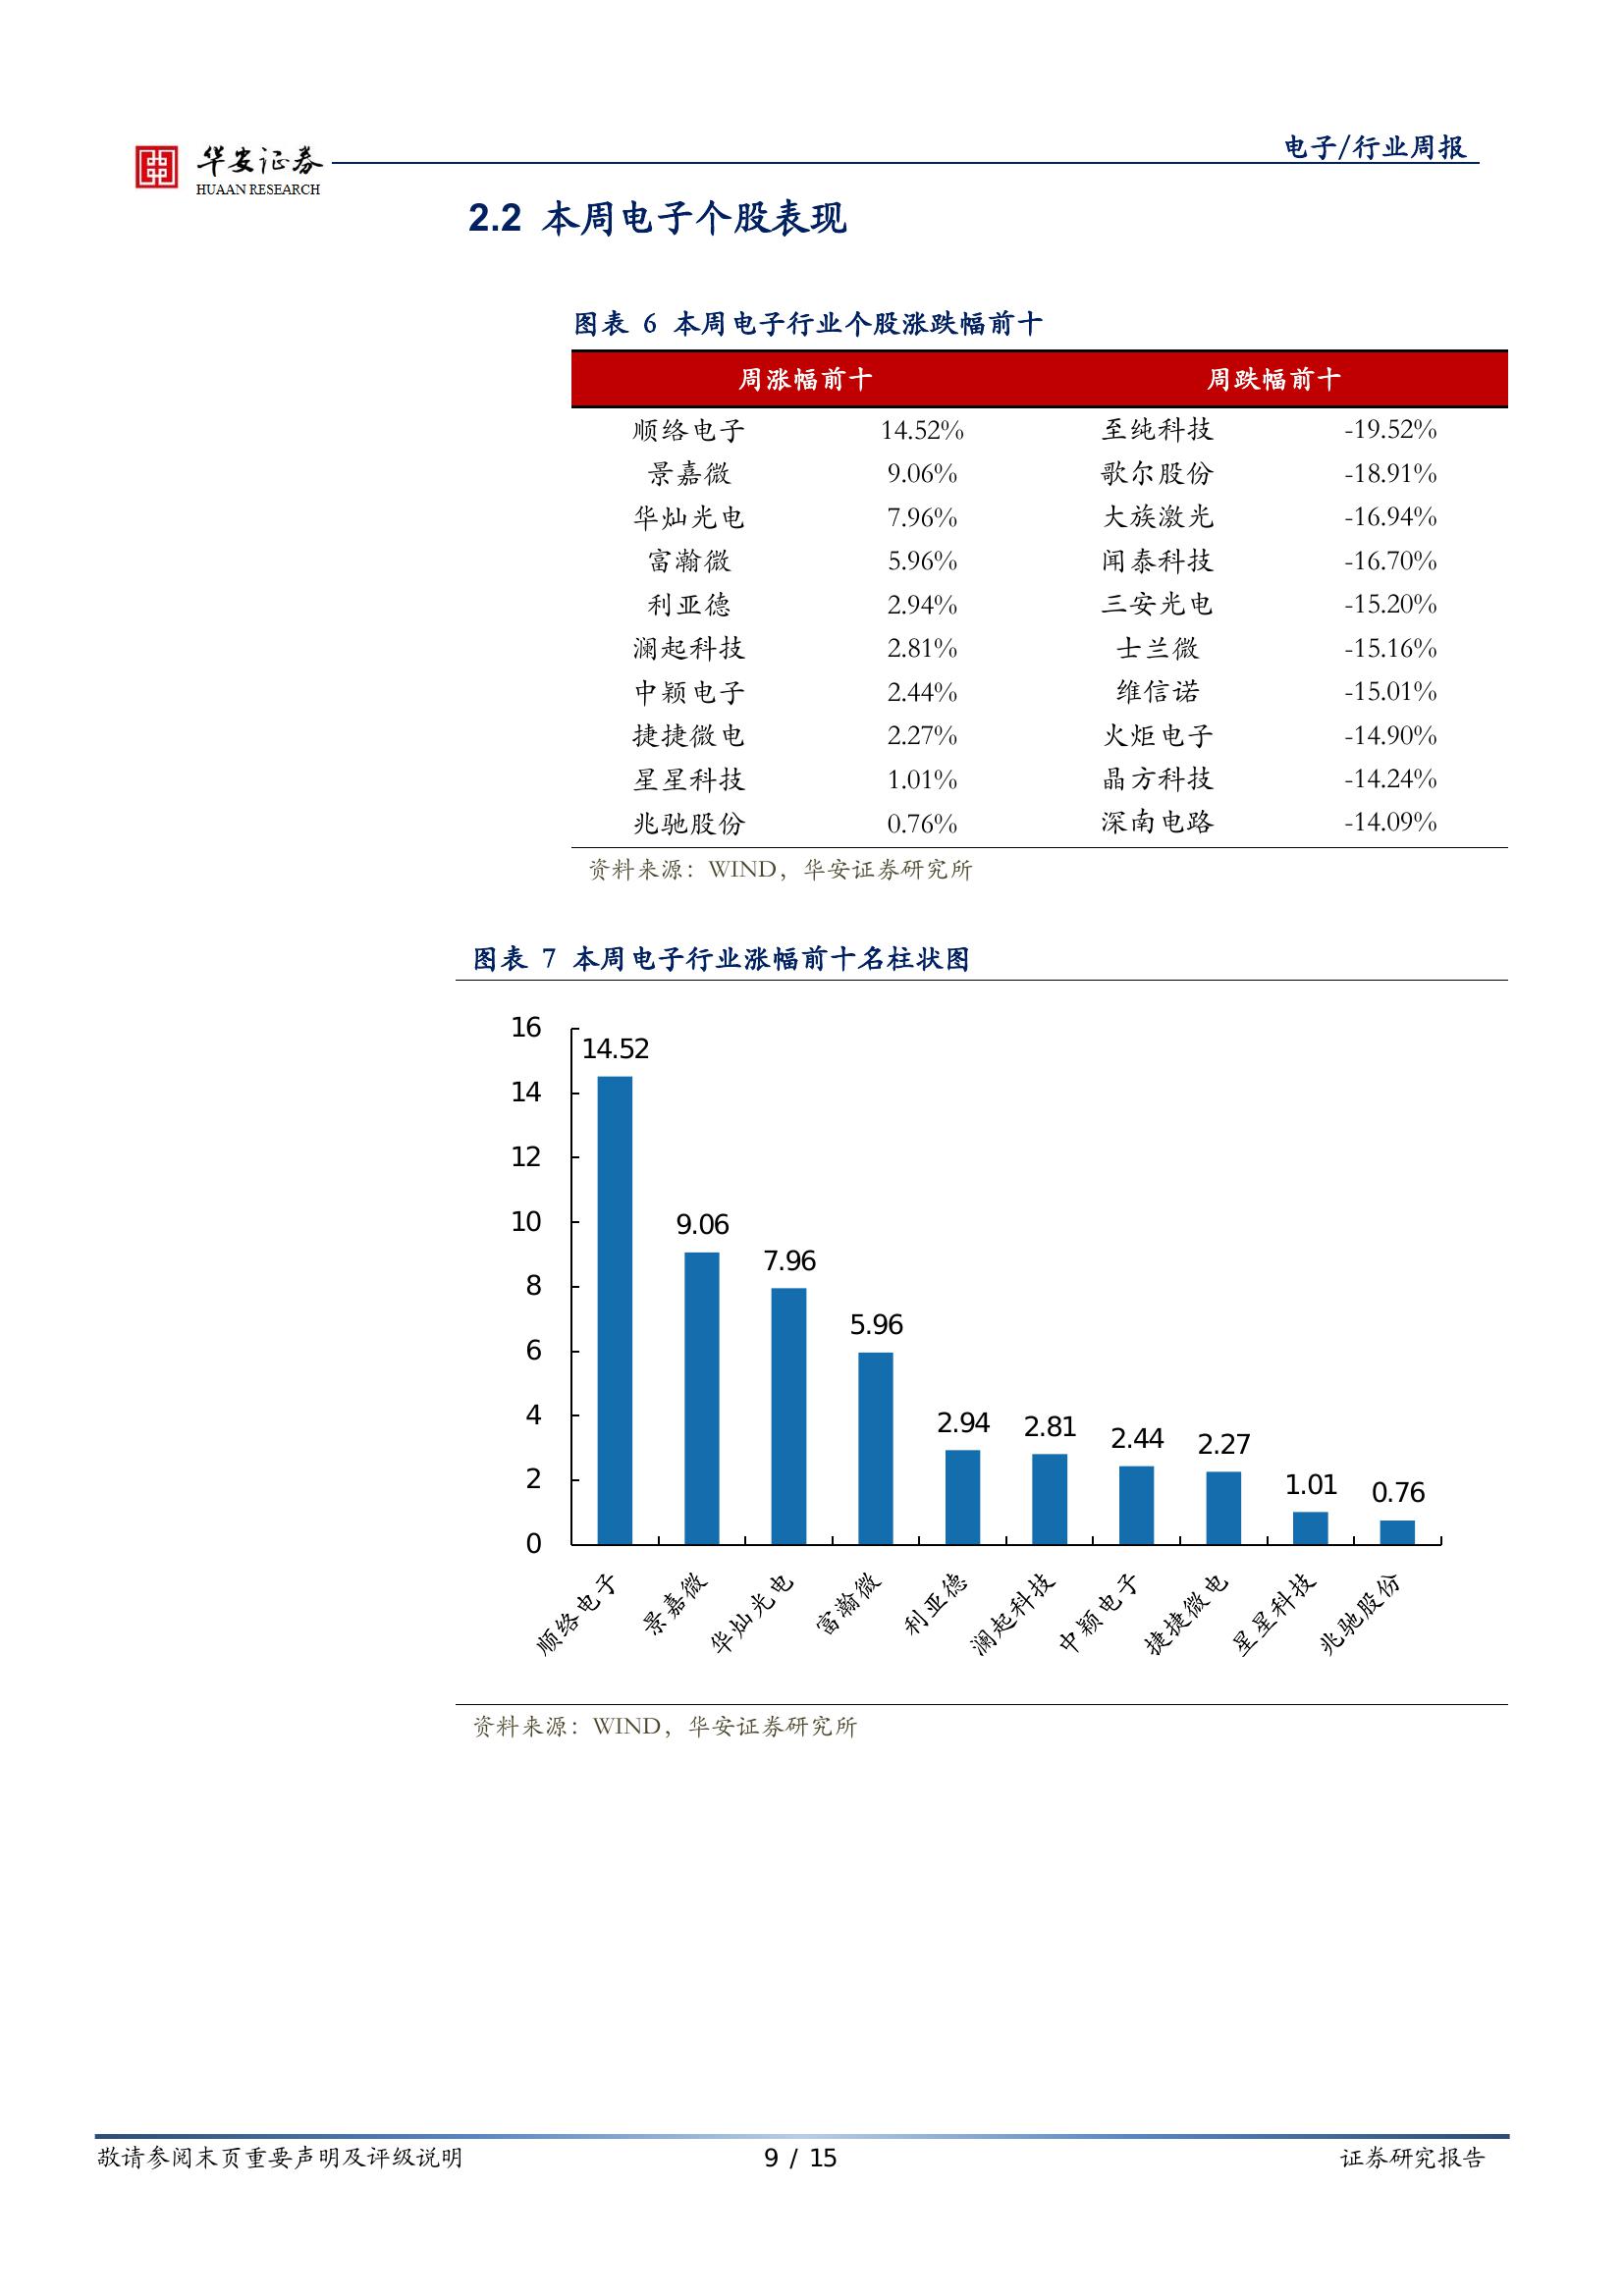 华安证券
HUAAN RESEARCH
电子/行业周报
2.2 本周电子个股表现
图表 6 本周电子行业个股涨跌幅前十
周涨幅前十 周跌幅前十
顺络电子 14.52% 至纯科技 -19.52%
景嘉微 9.06% 歌尔股份 -18.91%
华灿光电 7.96% 大族激光 -16.94%
富瀚微 5.96% 闻泰科技 -16.70%
利亚德 2.94% 三安光电 -15.20%
澜起科技 2.81% 士兰微 -15.16%
中颖电子 2.44% 维信诺 -15.01%
捷捷微电 2.27% 火炬电子 -14.90%
星星科技 1.01% 晶方科技 -14.24%
兆驰股份 0.76% 深南电路 -14.09%
资料来源：WIND，华安证券研究所
图表 7 本周电子行业涨幅前十名柱状图
16
14
12
10
8
6
4
2
0
14.52
9.06
7.96
5.96
2.94
2.81
2.44
2.27
1.01
0.76
顺络电子
景嘉微
华灿光电
富瀚微
利亚德
澜起科技
中颖电子
捷捷微电
星星科技
兆驰股份
资料来源：WIND，华安证券研究所
敬请参阅末页重要声明及评级说明 9 / 15 证券研究报告